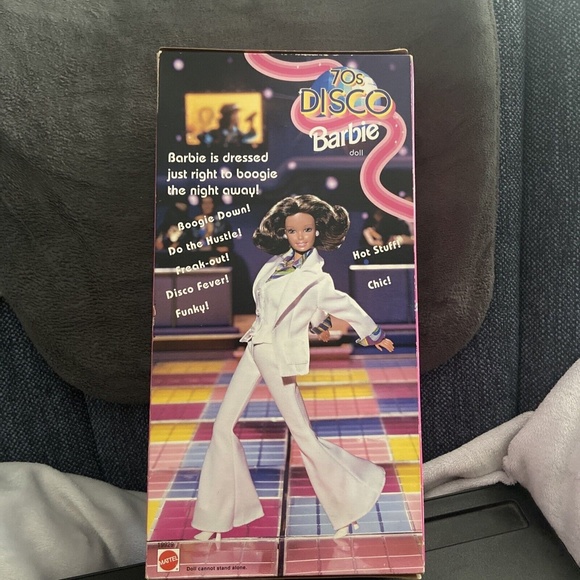 70s
DISCO
Barbie
doll
Barbie is dressed
just right to boogie
the night away!
Boogie Down!
Do the Hustle!
Freak-out!
Disco Fever!
Funky!
Hot Stuff!
Chic!
MATTEL
Doll cannot stand alone.